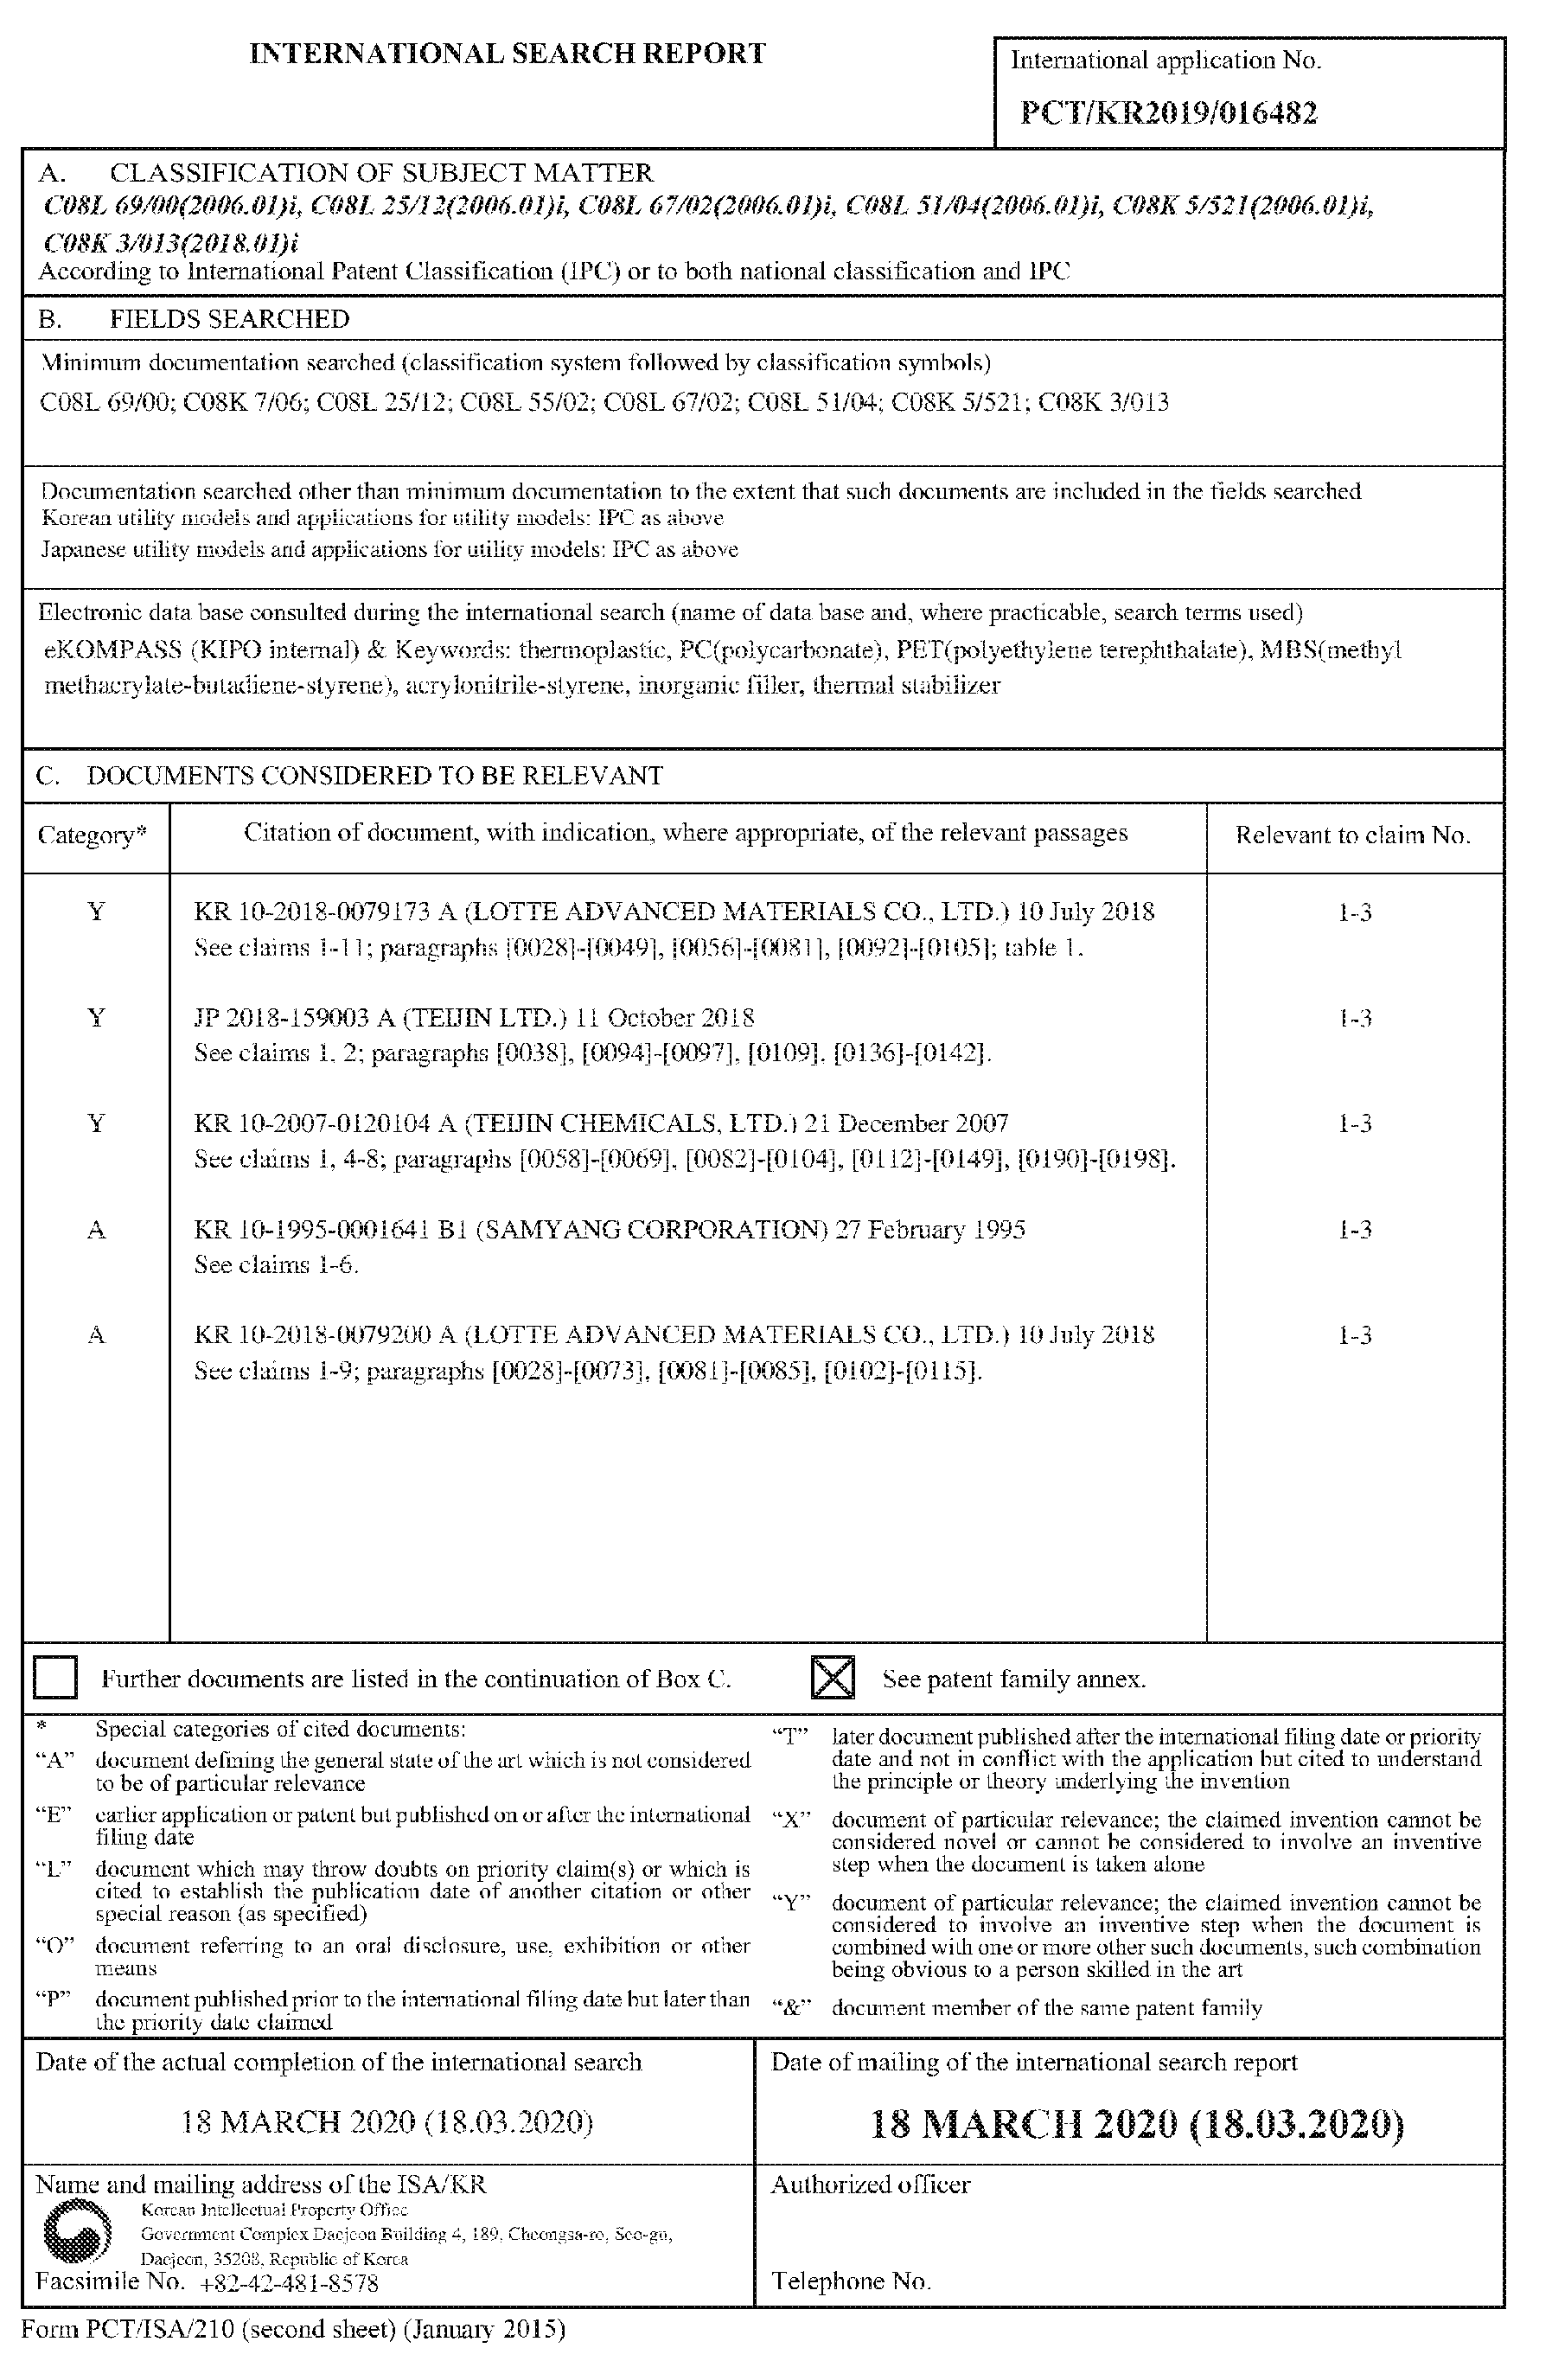 INTERNATIONAL SEARCH REPORT
International application No.
PCT/KR2019/016482
A. CLASSIFICATION OF SUBJECT MATTER
C08L 69/00(2006.01)i, C08L 25/12(2006.01)i, C08L 67/02(2006.01)i, C08L 51/04(2006.01)i, C08K 5/521(2006.01)i,
C08K 3/013(2018.01)i
According to International Patent Classification (IPC) or to both national classification and IPC
B. FIELDS SEARCHED
Minimum documentation searched (classification system followed by classification symbols)
C08L 69/00; C08K 7/06; C08L 25/12; C08L 55/02; C08L 67/02; C08L 51/04; C08K 5/521; C08K 3/013
Documentation searched other than minimum documentation to the extent that such documents are included in the fields searched
Korean utility models and applications for utility models: IPC as above
Japanese utility models and applications for utility models: IPC as above
Electronic data base consulted during the international search (name of data base and, where practicable, search terms used)
eKOMPASS (KIPO internal) & Keywords: thermoplastic, PC(polycarbonate), PET(polyethylene terephthalate), MBS(methyl
methacrylate-butadiene-styrene), acrylonitrile-styrene, inorganic filler, thermal stabilizer
C. DOCUMENTS CONSIDERED TO BE RELEVANT
Category* Citation of document, with indication, where appropriate, of the relevant passages Relevant to claim No.
Y KR 10-2018-0079173 A (LOTTE ADVANCED MATERIALS CO., LTD.) 10 July 2018 1-3
See claims 1-11; paragraphs [0028]-[0049], [0056]-[0081], [0092]-[0105]; table 1.
Y JP 2018-159003 A (TEIJIN LTD.) 11 October 2018 1-3
See claims 1, 2; paragraphs [0038], [0094]-[0097], [0109], [0136]-[0142].
Y KR 10-2007-0120104 A (TEIJIN CHEMICALS, LTD.) 21 December 2007 1-3
See claims 1, 4-8; paragraphs [0058]-[0069], [0082]-[0104], [0112]-[0149], [0190]-[0198].
A KR 10-1995-0001641 B1 (SAMYANG CORPORATION) 27 February 1995 1-3
See claims 1-6.
A KR 10-2018-0079200 A (LOTTE ADVANCED MATERIALS CO., LTD.) 10 July 2018 1-3
See claims 1-9; paragraphs [0028]-[0073], [0081]-[0085], [0102]-[0115].
Further documents are listed in the continuation of Box C.
See patent family annex.
* Special categories of cited documents:
"A" document defining the general state of the art which is not considered
to be of particular relevance
"E" earlier application or patent but published on or after the international
filing date
"L" document which may throw doubts on priority claim(s) or which is
cited to establish the publication date of another citation or other
special reason (as specified)
"O" document referring to an oral disclosure, use, exhibition or other
means
"P" document published prior to the international filing date but later than
the priority date claimed
"T" later document published after the international filing date or priority
date and not in conflict with the application but cited to understand
the principle or theory underlying the invention
"X" document of particular relevance; the claimed invention cannot be
considered novel or cannot be considered to involve an inventive
step when the document is taken alone
"Y" document of particular relevance; the claimed invention cannot be
considered to involve an inventive step when the document is
combined with one or more other such documents, such combination
being obvious to a person skilled in the art
"&" document member of the same patent family
Date of the actual completion of the international search
18 MARCH 2020 (18.03.2020)
Date of mailing of the international search report
18 MARCH 2020 (18.03.2020)
Name and mailing address of the ISA/KR
Korean Intellectual Property Office
Government Complex Daejeon Building 4, 189, Cheongsa-ro, Seo-gu,
Daejeon, 35208, Republic of Korea
Facsimile No. +82-42-481-8578
Authorized officer
Telephone No.
Form PCT/ISA/210 (second sheet) (January 2015)